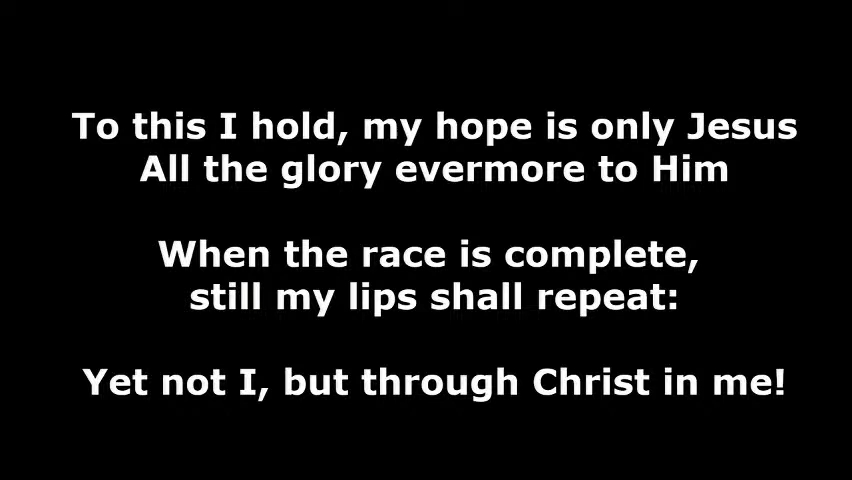 To this I hold, my hope is only Jesus
All the glory evermore to Him
When the race is complete,
still my lips shall repeat:
Yet not I, but through Christ in me!